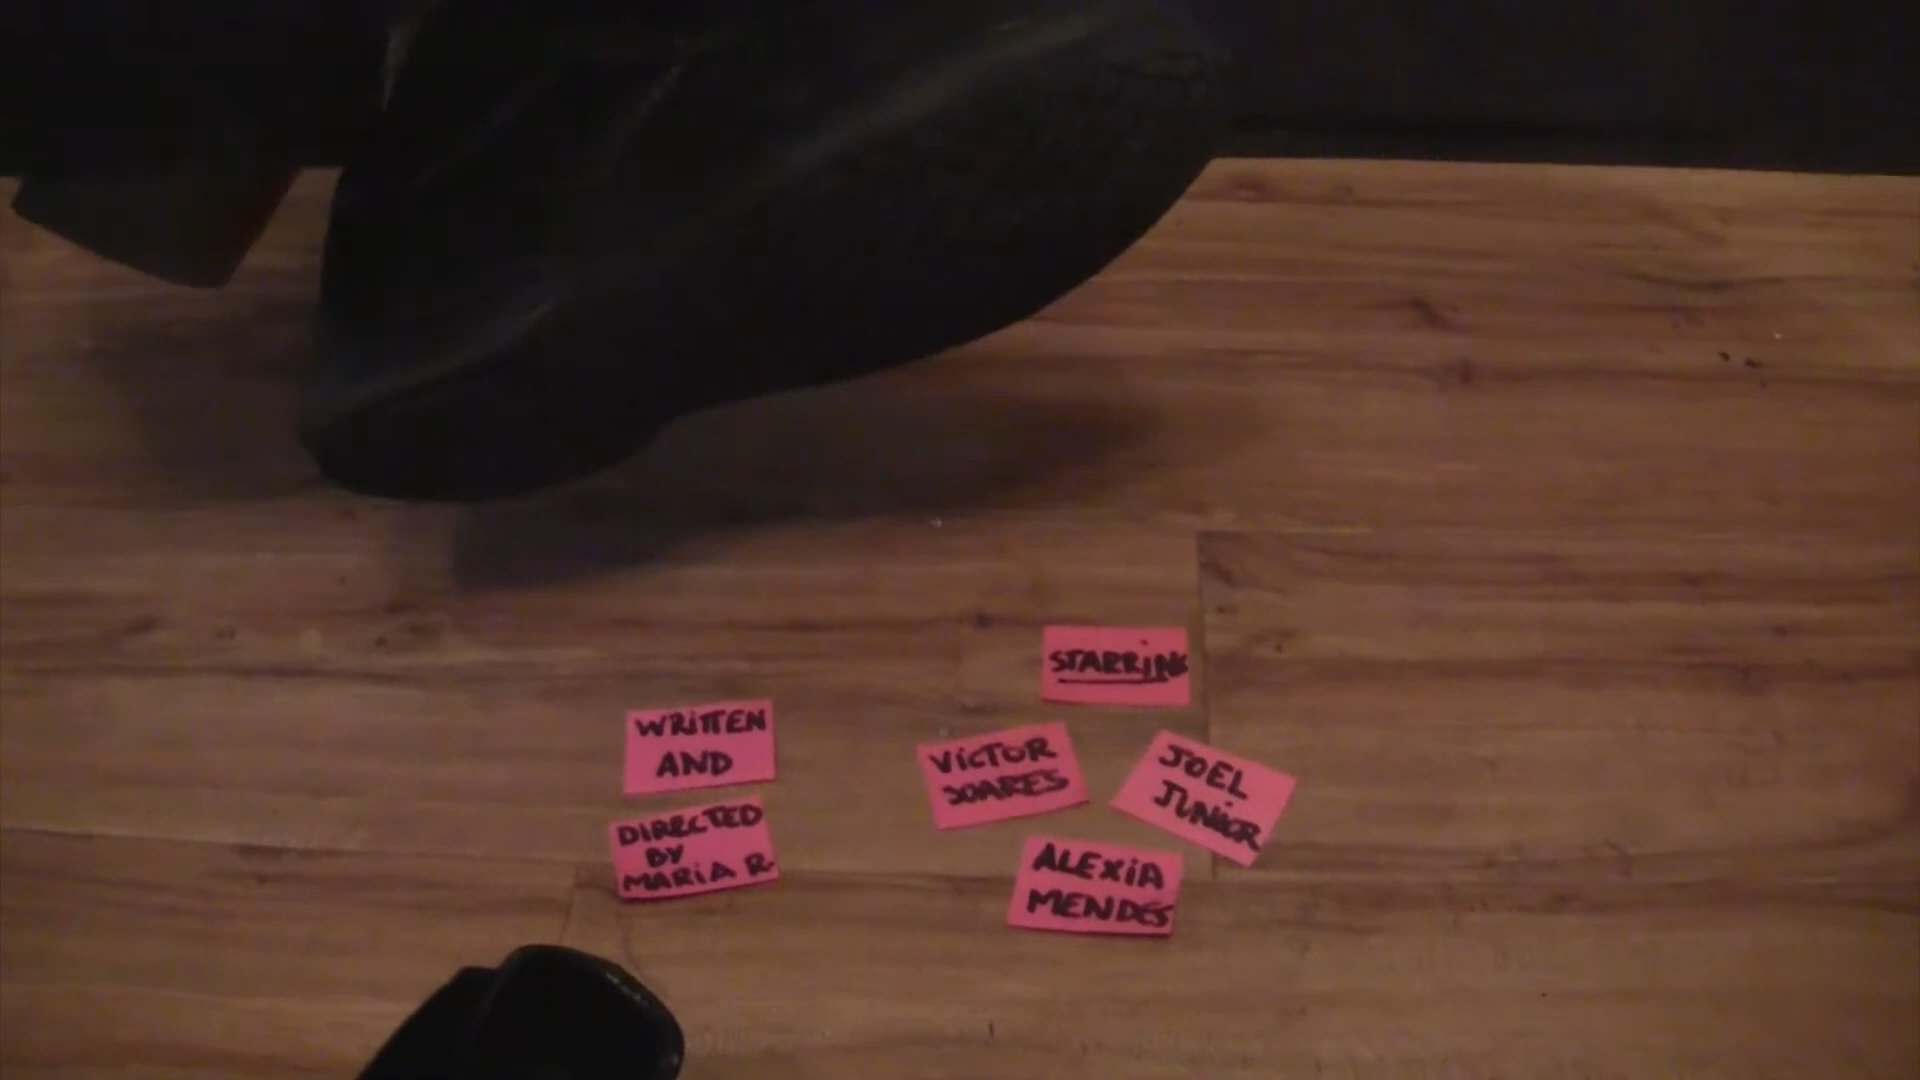 WRITTEN
AND
DIRECTED
BY
MARIA R.
STARRING
VICTOR
SOARES
JOEL
JUNIOR
ALEXIA
MENDES